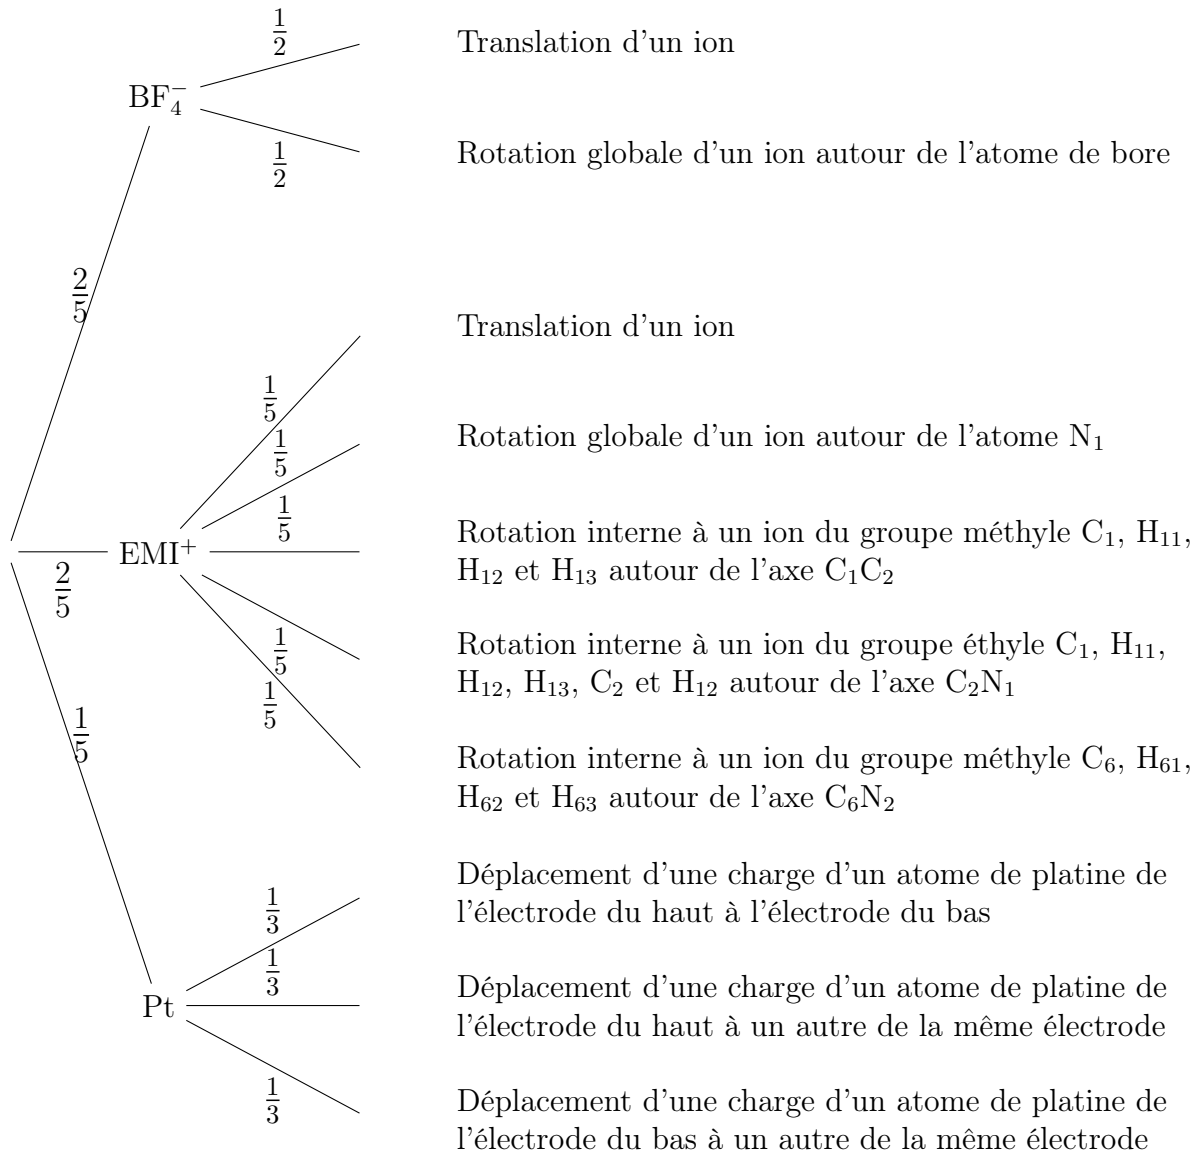 1/2
Translation d'un ion
BF₄⁻
1/2
Rotation globale d'un ion autour de l'atome de bore
2/5
Translation d'un ion
1/5
1/5
Rotation globale d'un ion autour de l'atome N₁
1/5
Rotation interne à un ion du groupe méthyle C₁, H₁₁,
H₁₂ et H₁₃ autour de l'axe C₁C₂
EMI⁺
2/5
1/5
Rotation interne à un ion du groupe éthyle C₁, H₁₁,
H₁₂, H₁₃, C₂ et H₁₂ autour de l'axe C₂N₁
1/5
1/5
Rotation interne à un ion du groupe méthyle C₆, H₆₁,
H₆₂ et H₆₃ autour de l'axe C₆N₂
1/3
Déplacement d'une charge d'un atome de platine de
l'électrode du haut à l'électrode du bas
1/3
Pt
Déplacement d'une charge d'un atome de platine de
l'électrode du haut à un autre de la même électrode
1/3
Déplacement d'une charge d'un atome de platine de
l'électrode du bas à un autre de la même électrode